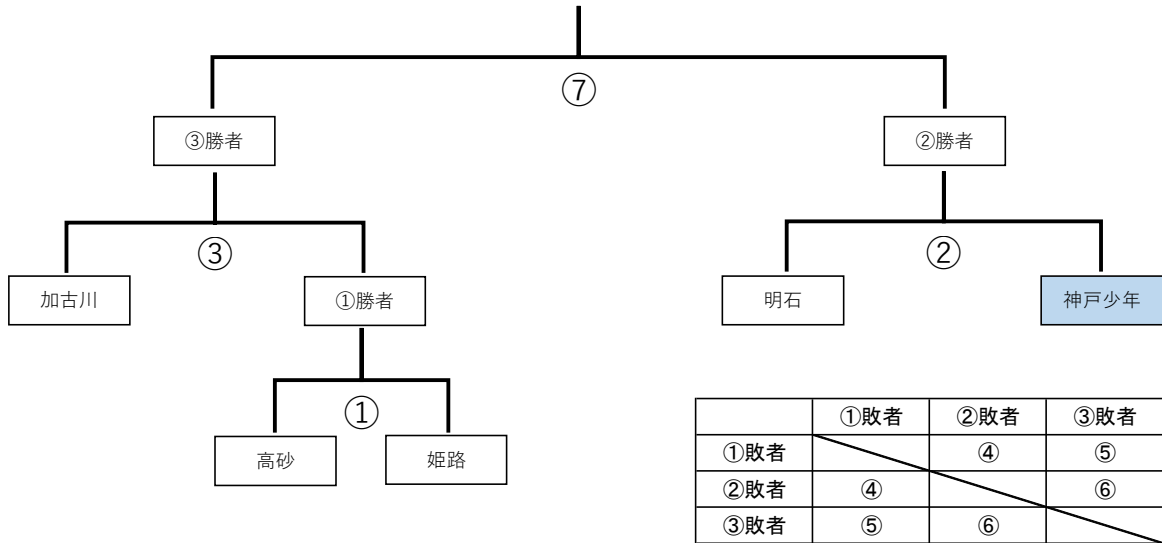 ⑦
③勝者
②勝者
③
②
加古川
①勝者
明石
神戸少年
①
高砂
姫路
①敗者 ②敗者 ③敗者
①敗者 ④ ⑤
②敗者 ④ ⑥
③敗者 ⑤ ⑥